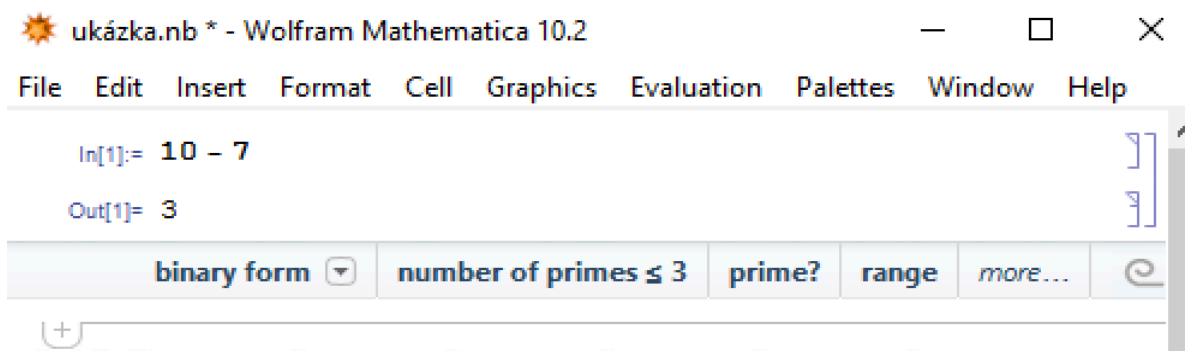 ukázka.nb * - Wolfram Mathematica 10.2
File Edit Insert Format Cell Graphics Evaluation Palettes Window Help
In[1]:= 10 - 7
Out[1]= 3
binary form number of primes ≤ 3 prime? range more...